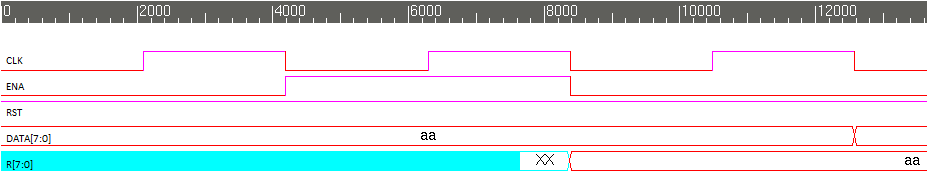 0 2000 4000 6000 8000 10000 12000
CLK
ENA
RST
DATA[7:0] aa
R[7:0] XX aa